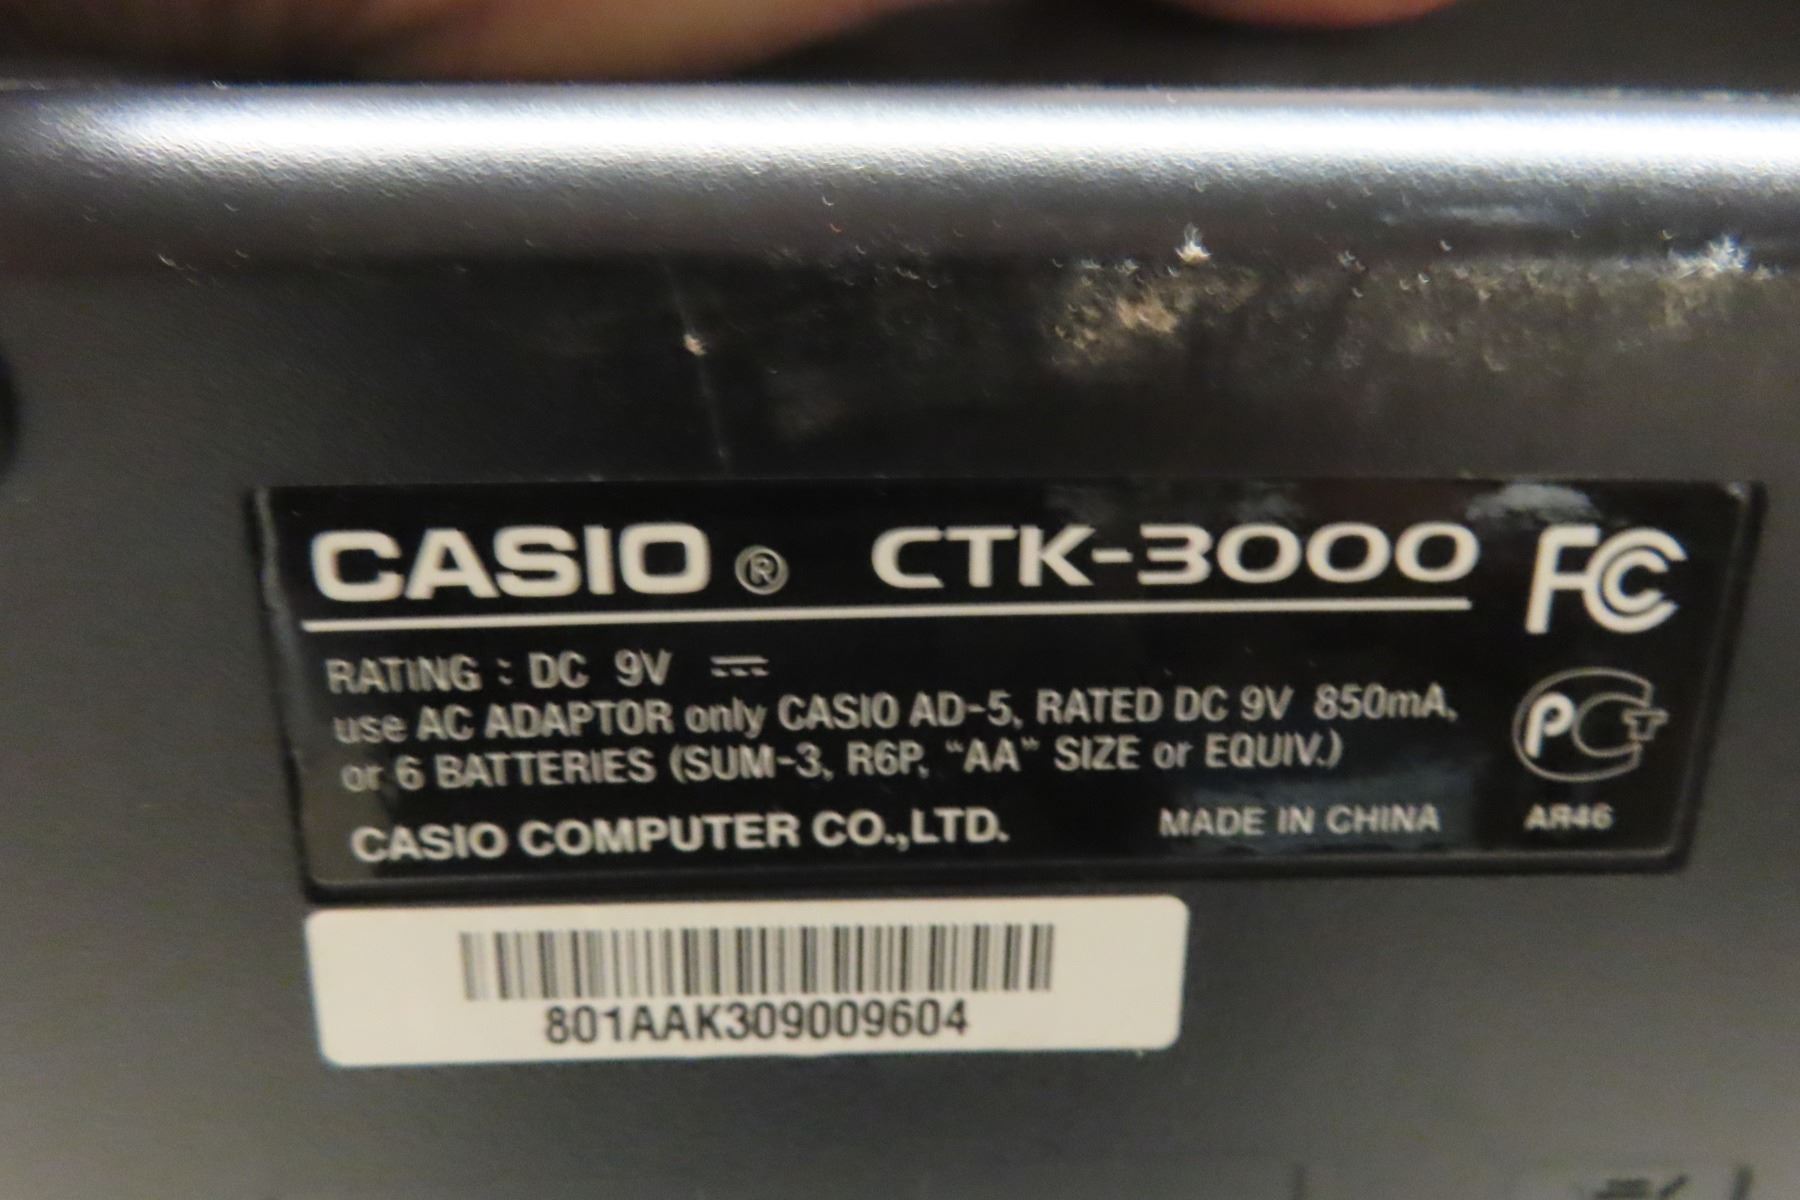 CASIO ® CTK-3000 FC
RATING : DC 9V
use AC ADAPTOR only CASIO AD-5, RATED DC 9V 850mA,
or 6 BATTERIES (SUM-3, R6P, “AA” SIZE or EQUIV.)
PCT
CASIO COMPUTER CO.,LTD. MADE IN CHINA AR46
801AAK309009604